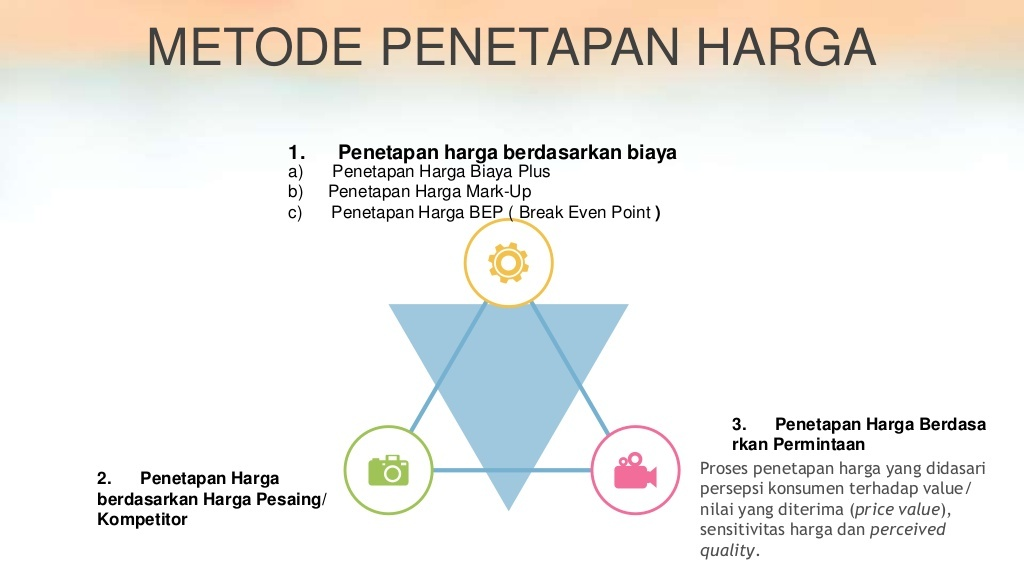 METODE PENETAPAN HARGA
1. Penetapan harga berdasarkan biaya
a) Penetapan Harga Biaya Plus
b) Penetapan Harga Mark-Up
c) Penetapan Harga BEP ( Break Even Point )
2. Penetapan Harga
berdasarkan Harga Pesaing/
Kompetitor
3. Penetapan Harga Berdasa
rkan Permintaan
Proses penetapan harga yang didasari
persepsi konsumen terhadap value/
nilai yang diterima (price value),
sensitivitas harga dan perceived
quality.